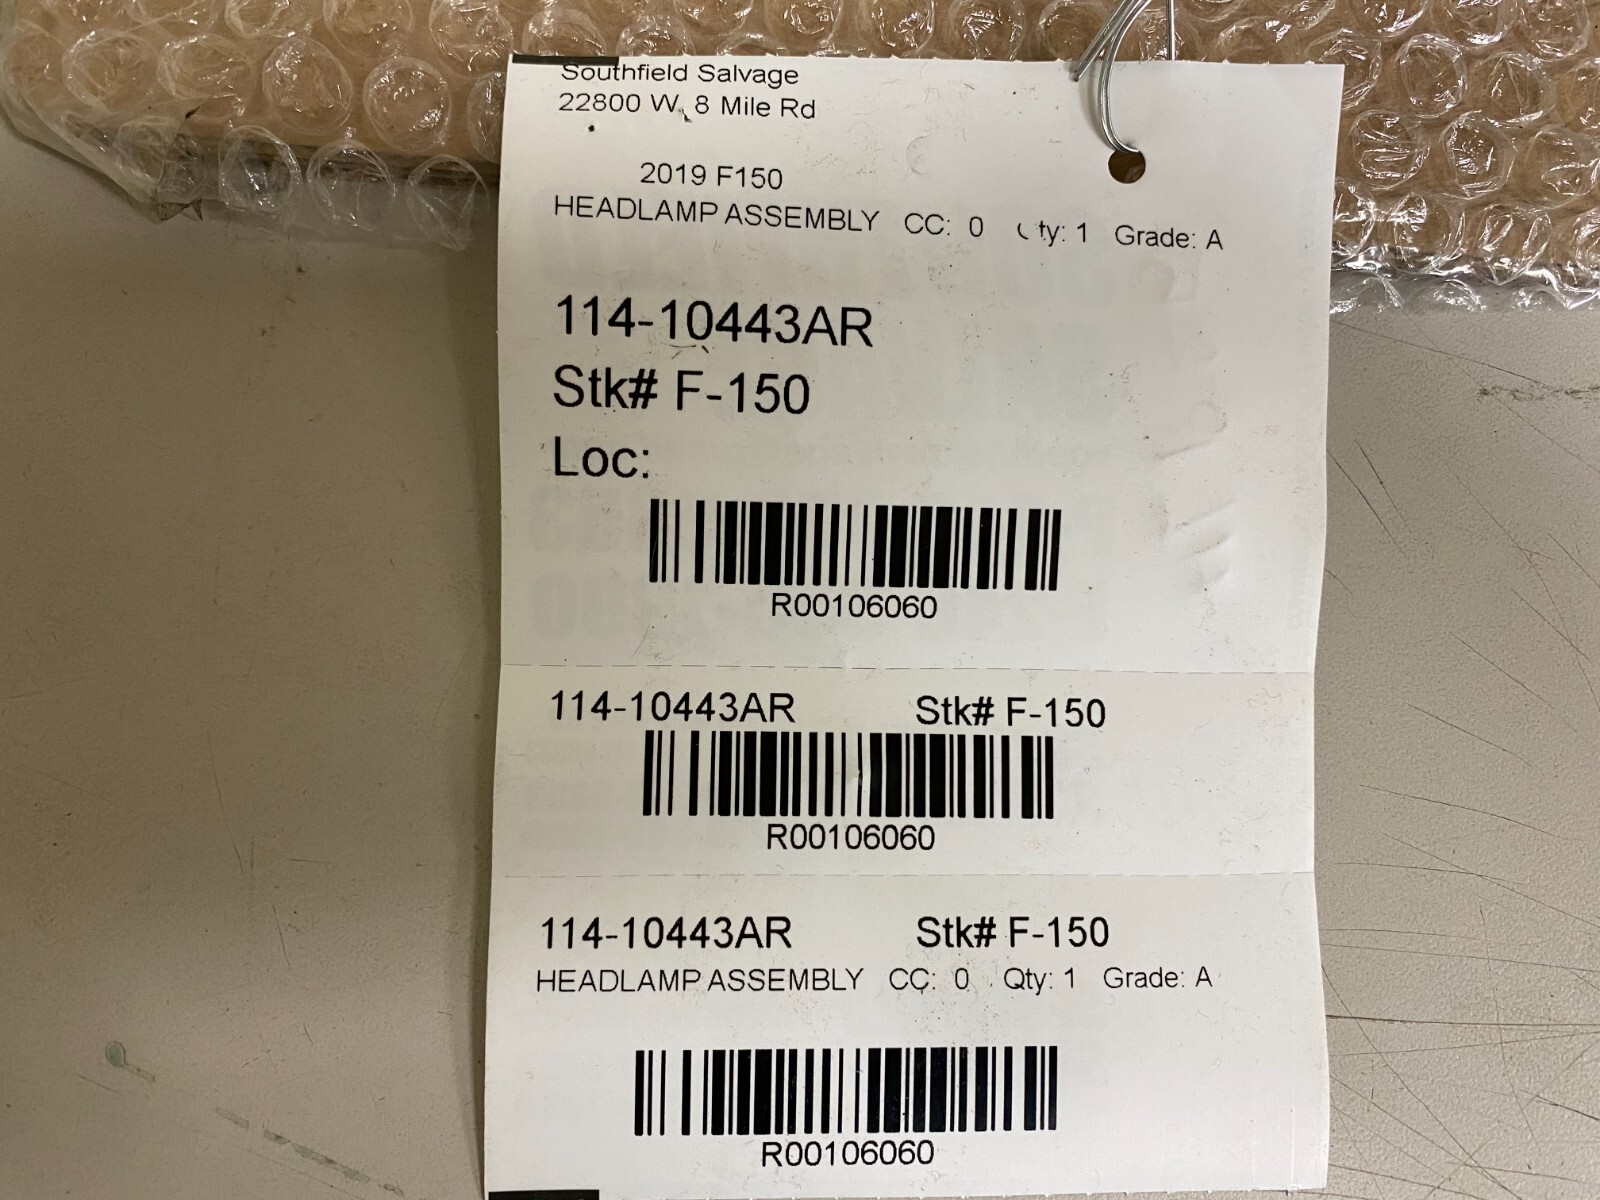 Southfield Salvage
22800 W. 8 Mile Rd
2019 F150
HEADLAMP ASSEMBLY CC: 0 Qty: 1 Grade: A
114-10443AR
Stk# F-150
Loc:
R00106060
114-10443AR Stk# F-150
R00106060
114-10443AR Stk# F-150
HEADLAMP ASSEMBLY CC: 0 Qty: 1 Grade: A
R00106060